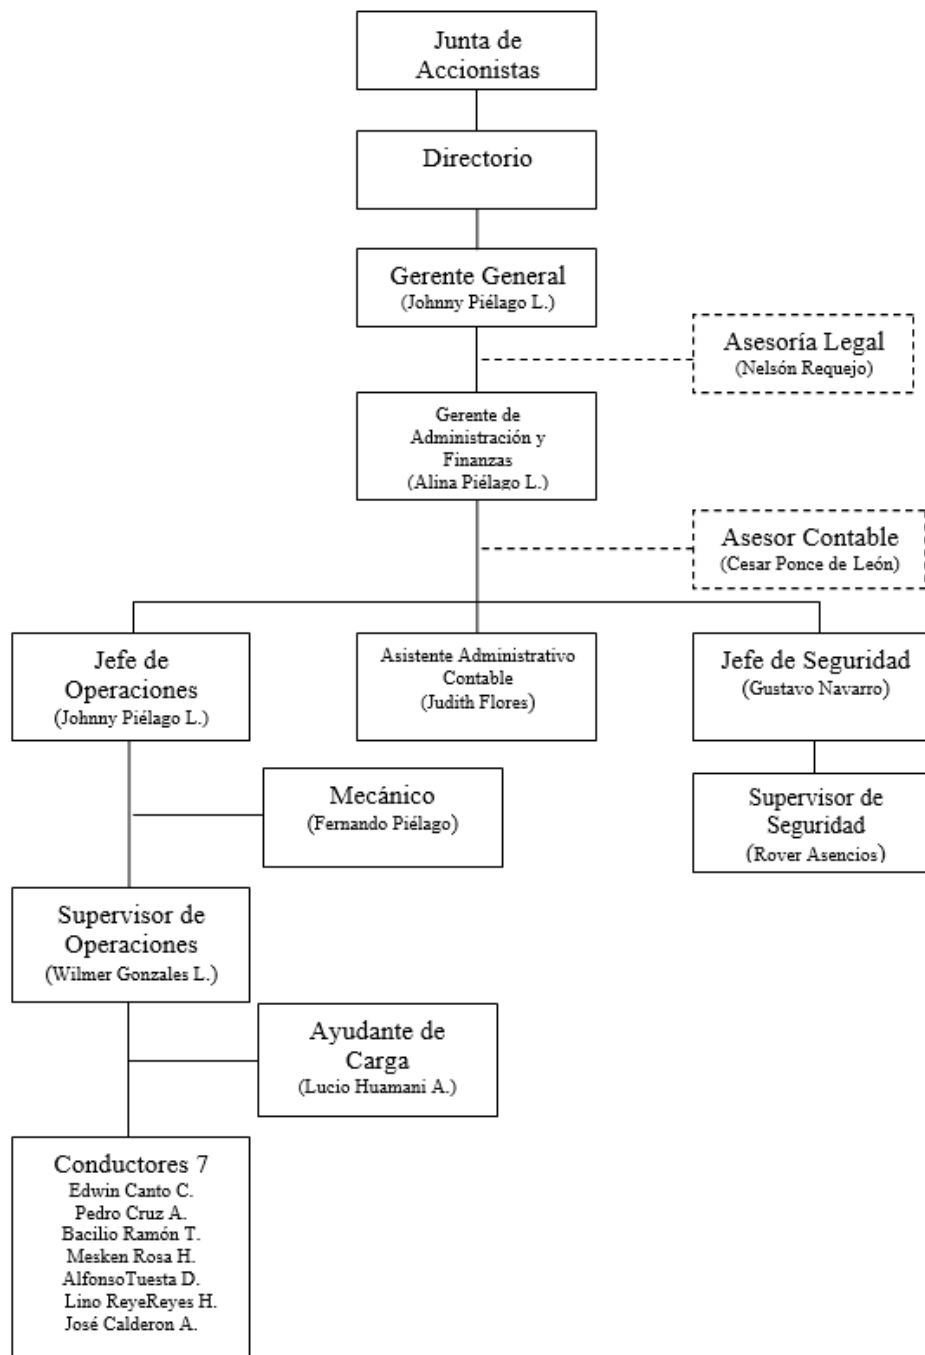 Junta de
Accionistas
Directorio
Gerente General
(Johnny Piélago L.)
Asesoría Legal
(Nelsón Requejo)
Gerente de
Administración y
Finanzas
(Alina Piélago L.)
Asesor Contable
(Cesar Ponce de León)
Jefe de
Operaciones
(Johnny Piélago L.)
Asistente Administrativo
Contable
(Judith Flores)
Jefe de Seguridad
(Gustavo Navarro)
Mecánico
(Fernando Piélago)
Supervisor de
Seguridad
(Rover Asencios)
Supervisor de
Operaciones
(Wilmer Gonzales L.)
Ayudante de
Carga
(Lucio Huamani A.)
Conductores 7
Edwin Canto C.
Pedro Cruz A.
Bacilio Ramón T.
Mesken Rosa H.
AlfonsoTuesta D.
Lino ReyeReyes H.
José Calderon A.